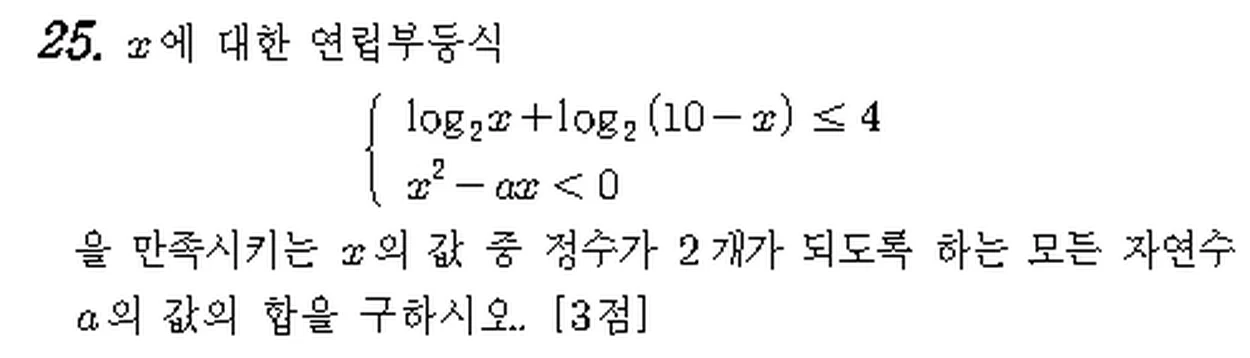 25. x에 대한 연립부등식
log₂x+log₂(10-x) ≤ 4
x²-ax < 0
을 만족시키는 x의 값 중 정수가 2개가 되도록 하는 모든 자연수
a의 값의 합을 구하시오.. [3점]